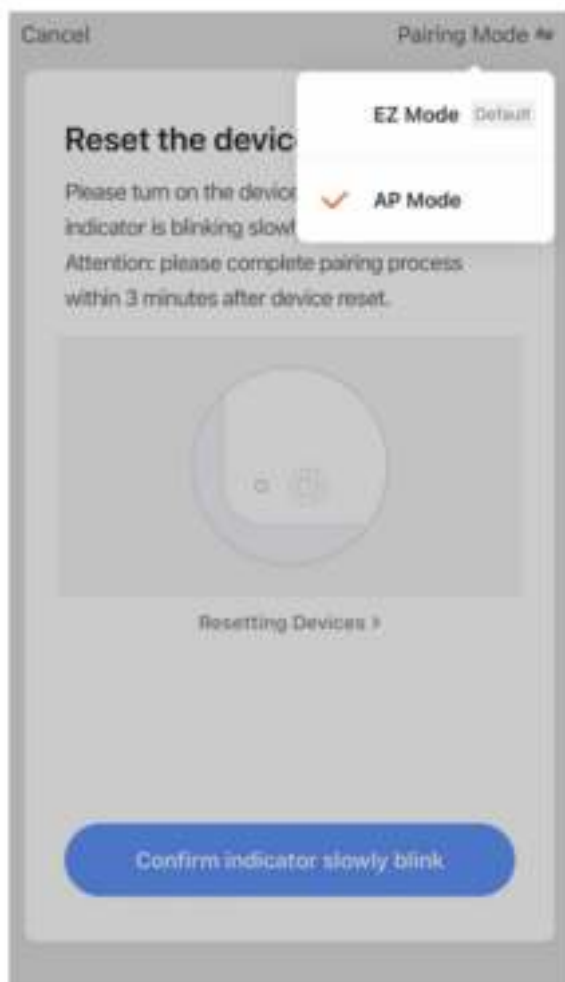 Cancel
Pairing Mode ⇋
EZ Mode Default
AP Mode
Reset the devic
Please turn on the device
indicator is blinking slowl
Attention: please complete pairing process
within 3 minutes after device reset.
Resetting Devices >
Confirm indicator slowly blink